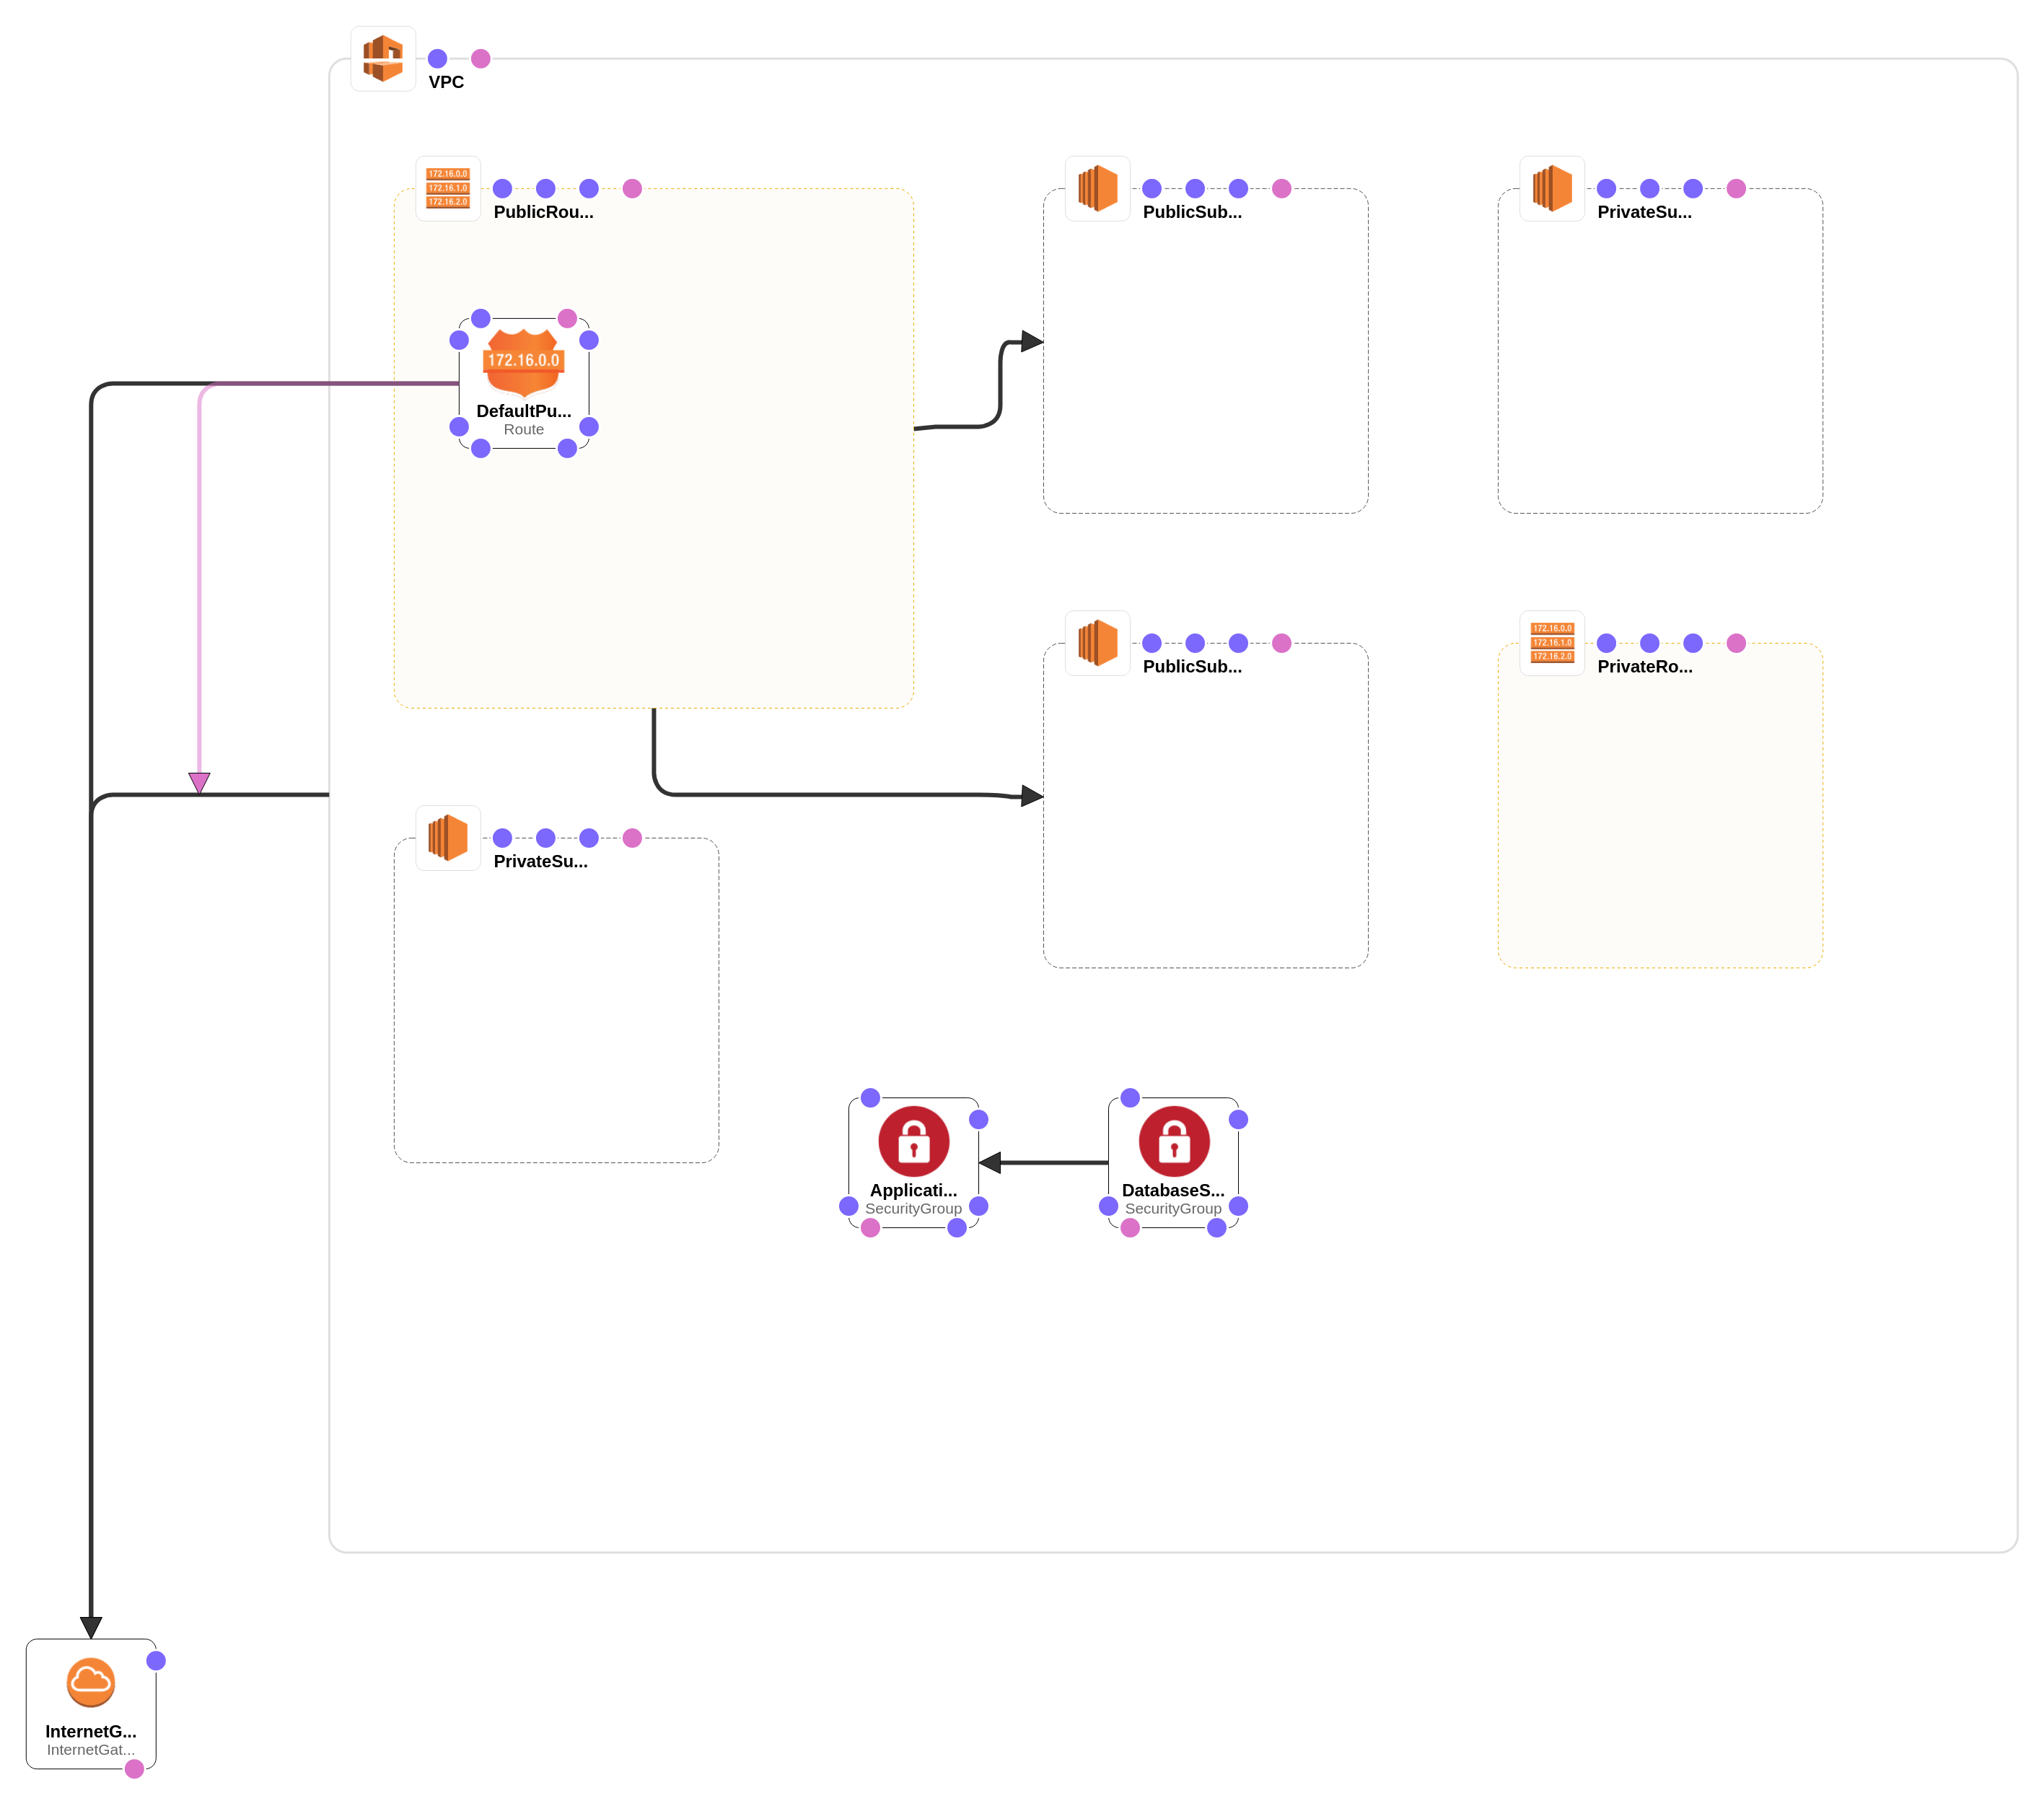 VPC
172.16.0.0
172.16.1.0
172.16.2.0
PublicRou...
PublicSub...
PrivateSu...
172.16.0.0
DefaultPu...
Route
PublicSub...
172.16.0.0
172.16.1.0
172.16.2.0
PrivateRo...
PrivateSu...
Applicati...
SecurityGroup
DatabaseS...
SecurityGroup
InternetG...
InternetGat...